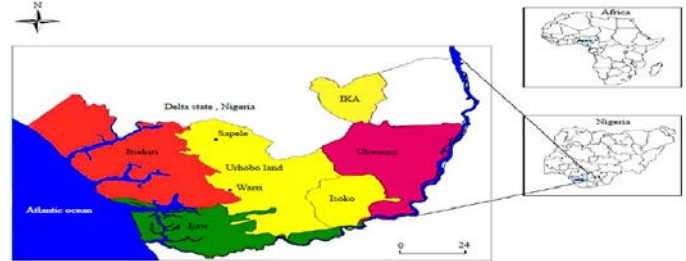 N
Africa
Delta state , Nigeria
IKA
Nigeria
Sapele
Itsekiri
Ukwuani
Urhobo land
Warri
Isoko
Atlantic ocean
Ijaw
0 24